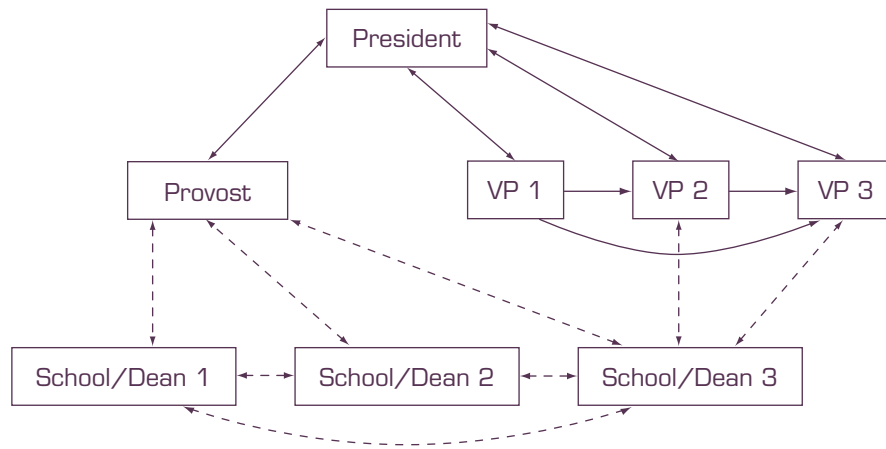 President
Provost
VP 1
VP 2
VP 3
School/Dean 1
School/Dean 2
School/Dean 3